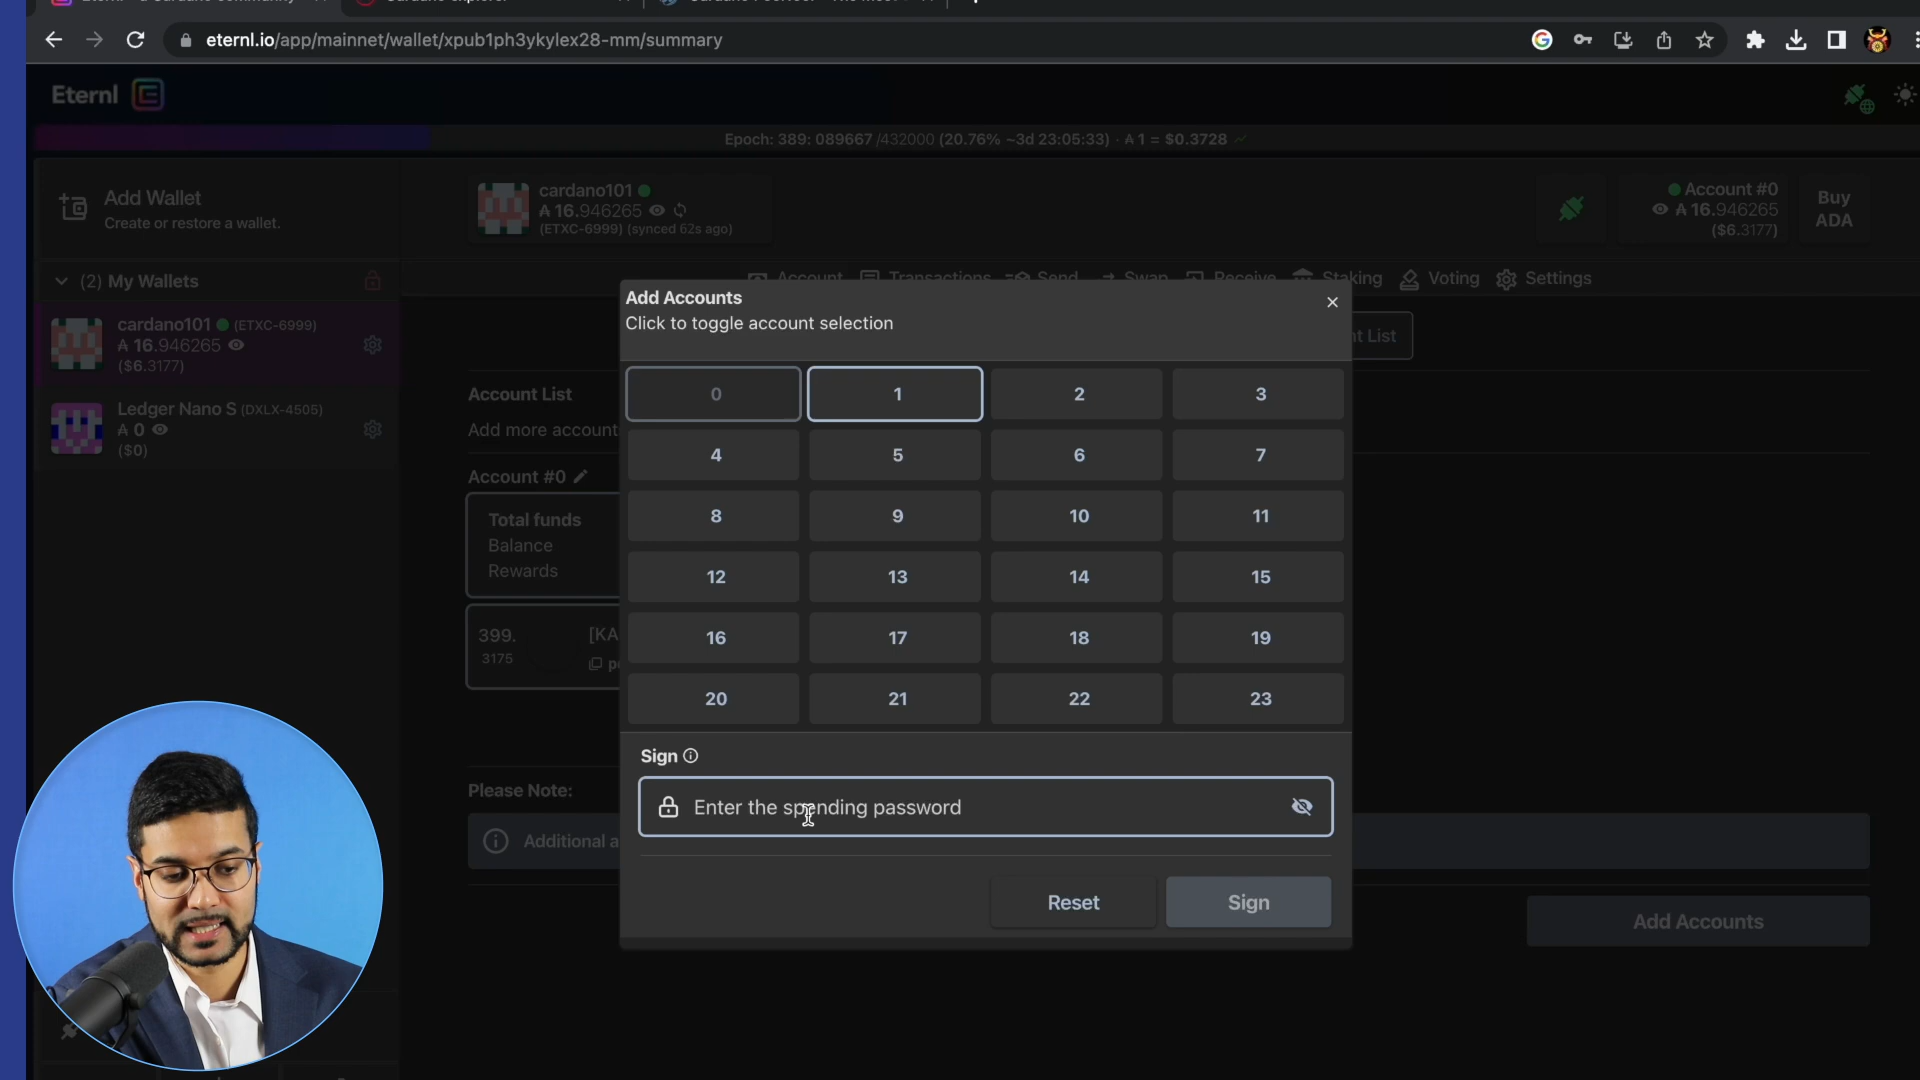 eternl.io/app/mainnet/wallet/xpub1ph3ykylex28-mm/summary
Eternl
Epoch: 389: 089667 /432000 (20.76% ~3d 23:05:33) · ₳ 1 = $0.3728
Add Wallet
Create or restore a wallet.
cardano101
₳ 16.946265
(ETXC-6999) (synced 62s ago)
Account #0
₳ 16.946265
($6.3177)
Buy
ADA
(2) My Wallets
Account
Transactions
Send
Swap
Receive
Staking
Voting
Settings
cardano101 (ETXC-6999)
₳ 16.946265
($6.3177)
Ledger Nano S (DXLX-4505)
₳ 0
($0)
Account List
Add more account
Account #0
Total funds
Balance
Rewards
399.
3175
[KA
Please Note:
Additional a
Add Accounts
Click to toggle account selection
0
1
2
3
4
5
6
7
8
9
10
11
12
13
14
15
16
17
18
19
20
21
22
23
Sign
Enter the spending password
Reset
Sign
t List
Add Accounts